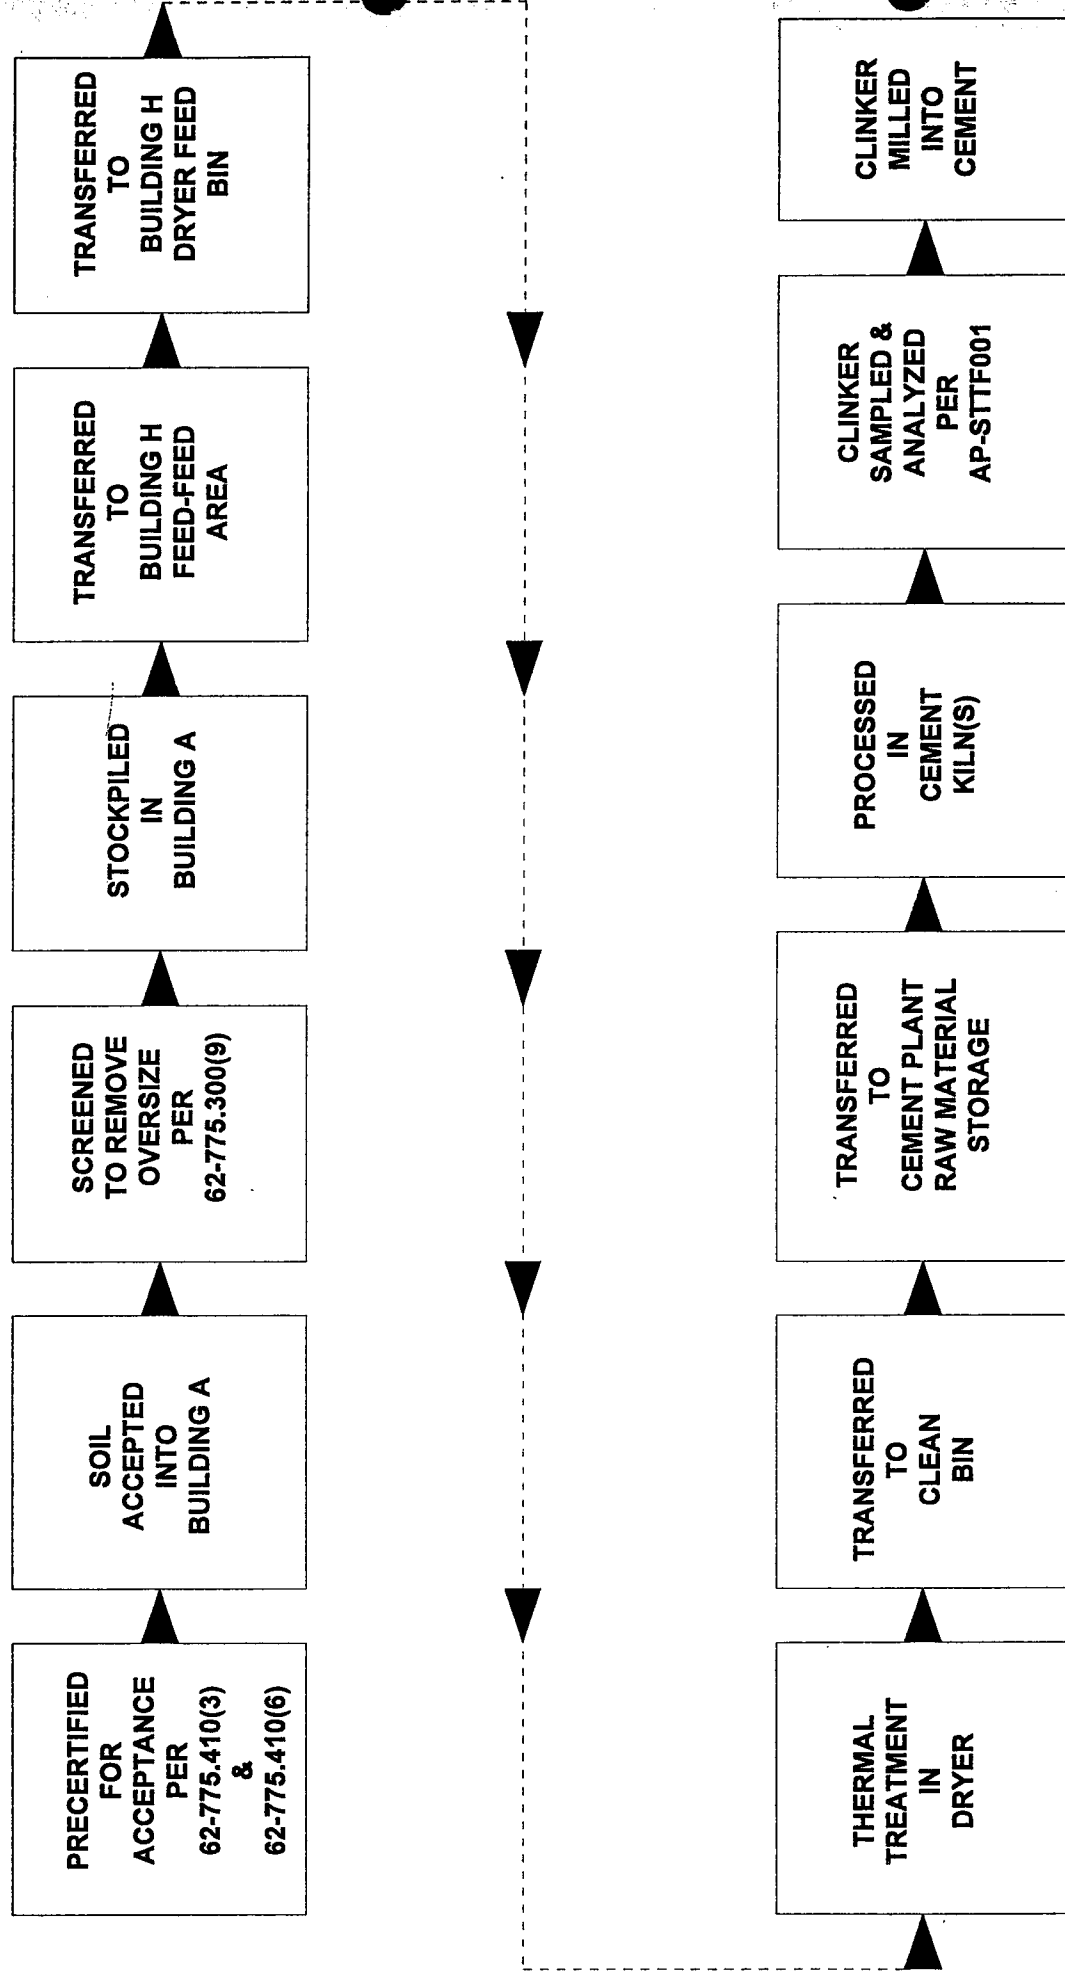 PRECERTIFIED
FOR
ACCEPTANCE
PER
62-775.410(3)
&
62-775.410(6)
SOIL
ACCEPTED
INTO
BUILDING A
SCREENED
TO REMOVE
OVERSIZE
PER
62-775.300(9)
STOCKPILED
IN
BUILDING A
TRANSFERRED
TO
BUILDING H
FEED-FEED
AREA
TRANSFERRED
TO
BUILDING H
DRYER FEED
BIN
THERMAL
TREATMENT
IN
DRYER
TRANSFERRED
TO
CLEAN
BIN
TRANSFERRED
TO
CEMENT PLANT
RAW MATERIAL
STORAGE
PROCESSED
IN
CEMENT
KILN(S)
CLINKER
SAMPLED &
ANALYZED
PER
AP-STTF001
CLINKER
MILLED
INTO
CEMENT